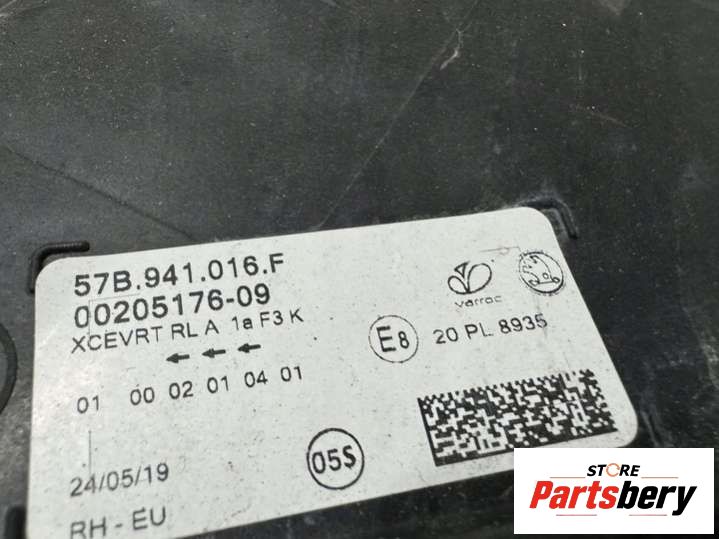 57B.941.016.F
00205176-09
XCEVRT RL A 1a F3 K
01 00 02 01 04 01
24/05/19
RH - EU
05S
varroc
E8
20 PL 8935
STORE
Partsbery